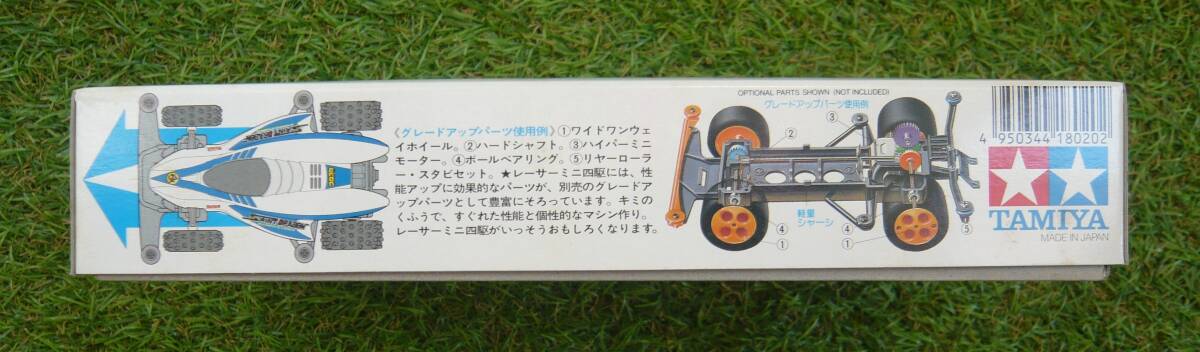 《グレードアップパーツ使用例》①ワイドワンウェ
イホイール。②ハードシャフト。③ハイパーミニ
モーター。④ボールベアリング。⑤リヤーローラ
ー・スタビセット。★レーサーミニ四駆には、性
能アップに効果的なパーツが、別売のグレードア
ップパーツとして豊富にそろっています。キミの
くふうで、すぐれた性能と個性的なマシン作り。
レーサーミニ四駆がいっそうおもしろくなります。
OPTIONAL PARTS SHOWN (NOT INCLUDED)
グレードアップパーツ使用例
②
③
軽量
シャーシ
④
①
④
①
⑤
4 950344 180202
TAMIYA
MADE IN JAPAN